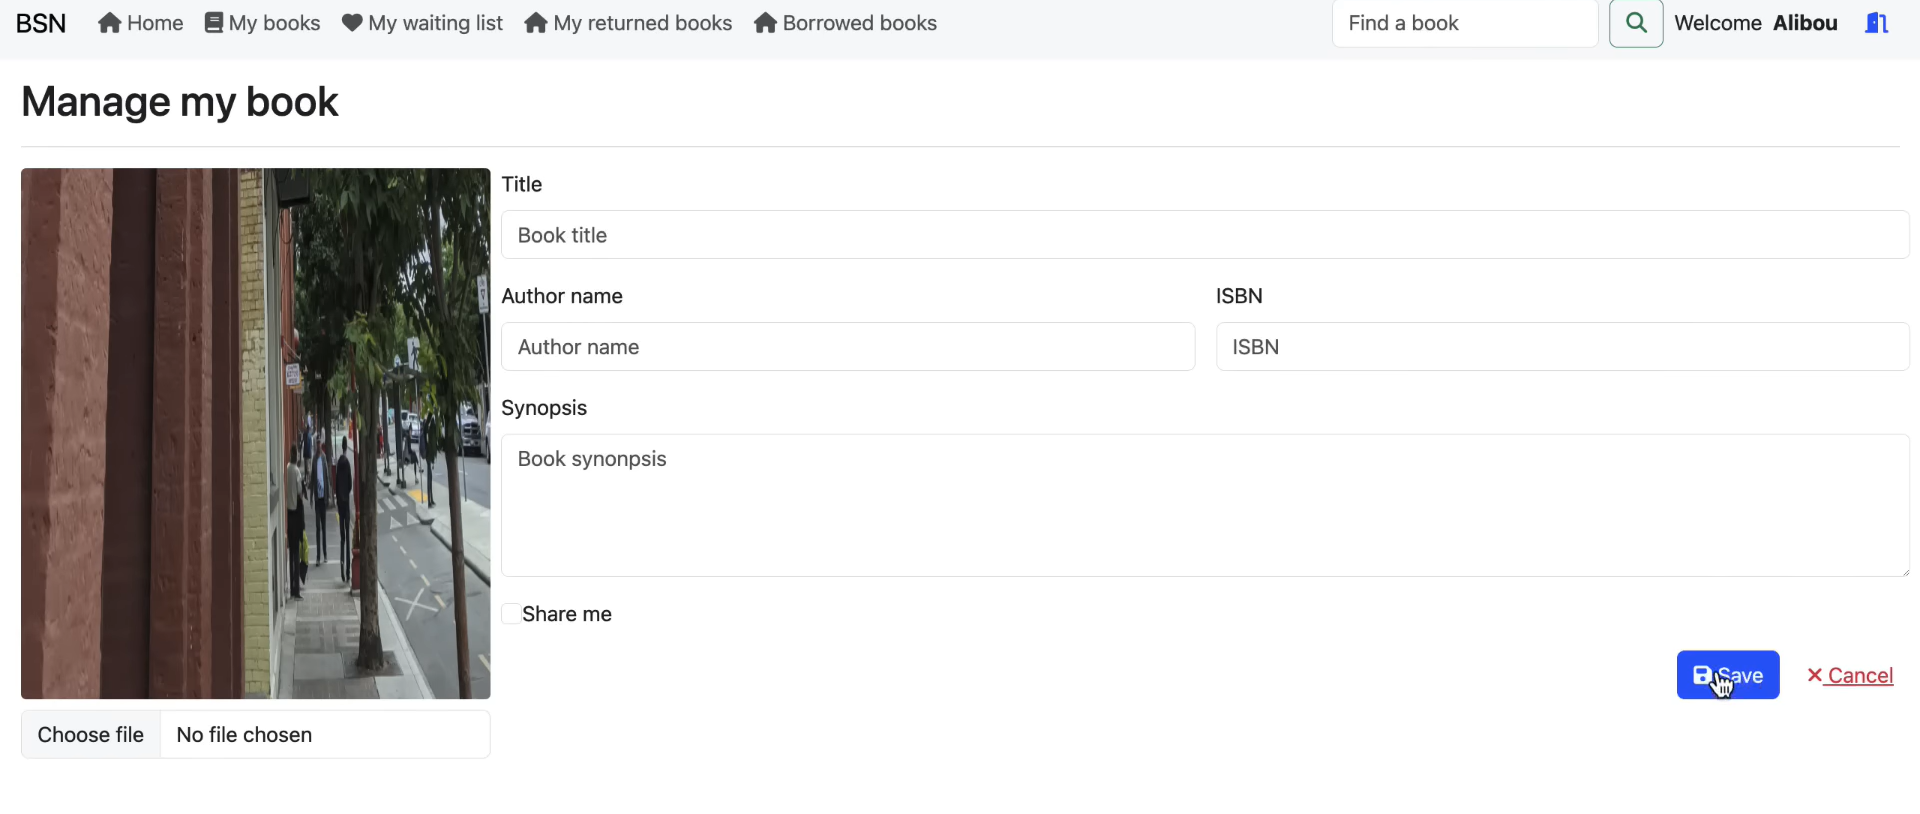 BSN Home My books My waiting list My returned books Borrowed books Find a book Welcome Alibou
Manage my book
Title
Book title
Author name ISBN
Author name ISBN
Synopsis
Book synonpsis
Share me
Save Cancel
Choose file No file chosen